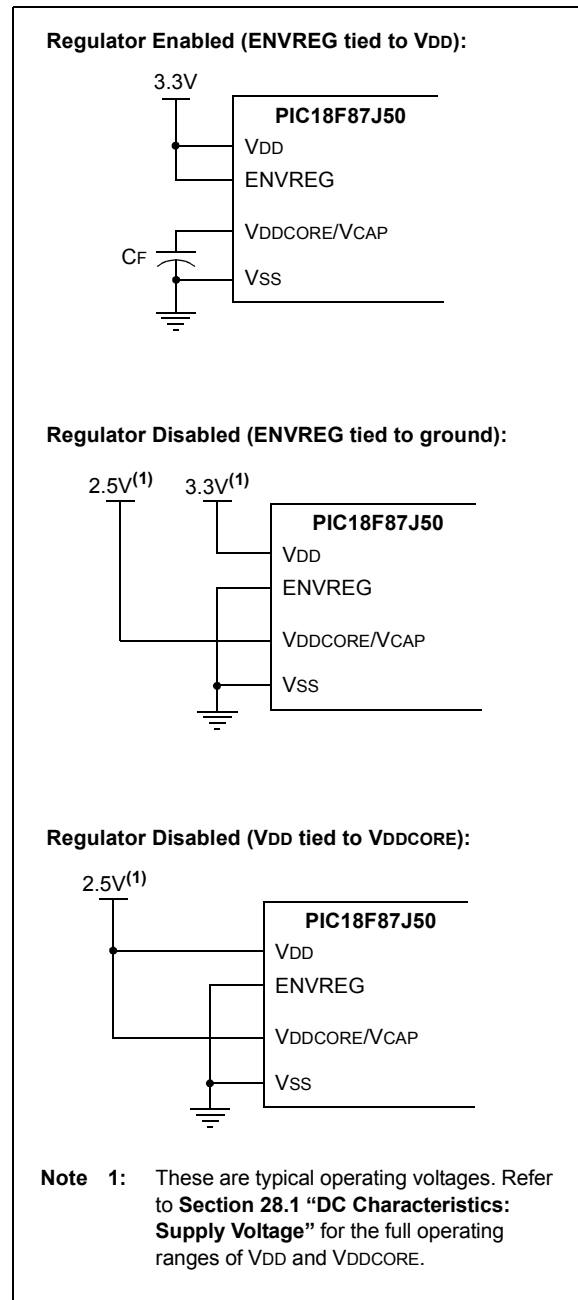 Regulator Enabled (ENVREG tied to VDD):
3.3V
PIC18F87J50
VDD
ENVREG
VDDCORE/VCAP
CF
VSS
Regulator Disabled (ENVREG tied to ground):
2.5V(1) 3.3V(1)
PIC18F87J50
VDD
ENVREG
VDDCORE/VCAP
VSS
Regulator Disabled (VDD tied to VDDCORE):
2.5V(1)
PIC18F87J50
VDD
ENVREG
VDDCORE/VCAP
VSS
Note 1: These are typical operating voltages. Refer
to Section 28.1 “DC Characteristics:
Supply Voltage” for the full operating
ranges of VDD and VDDCORE.